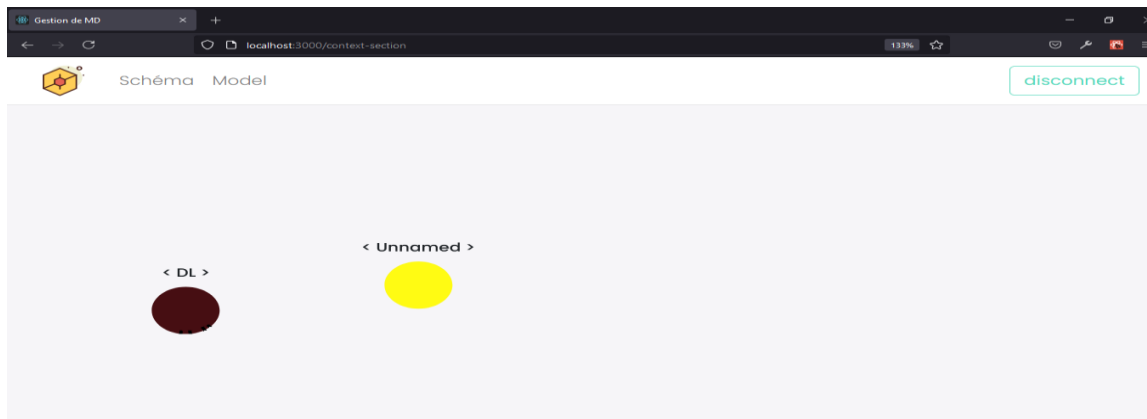 Gestion de MD
localhost:3000/context-section
133%
Schéma Model
disconnect
< Unnamed >
< DL >